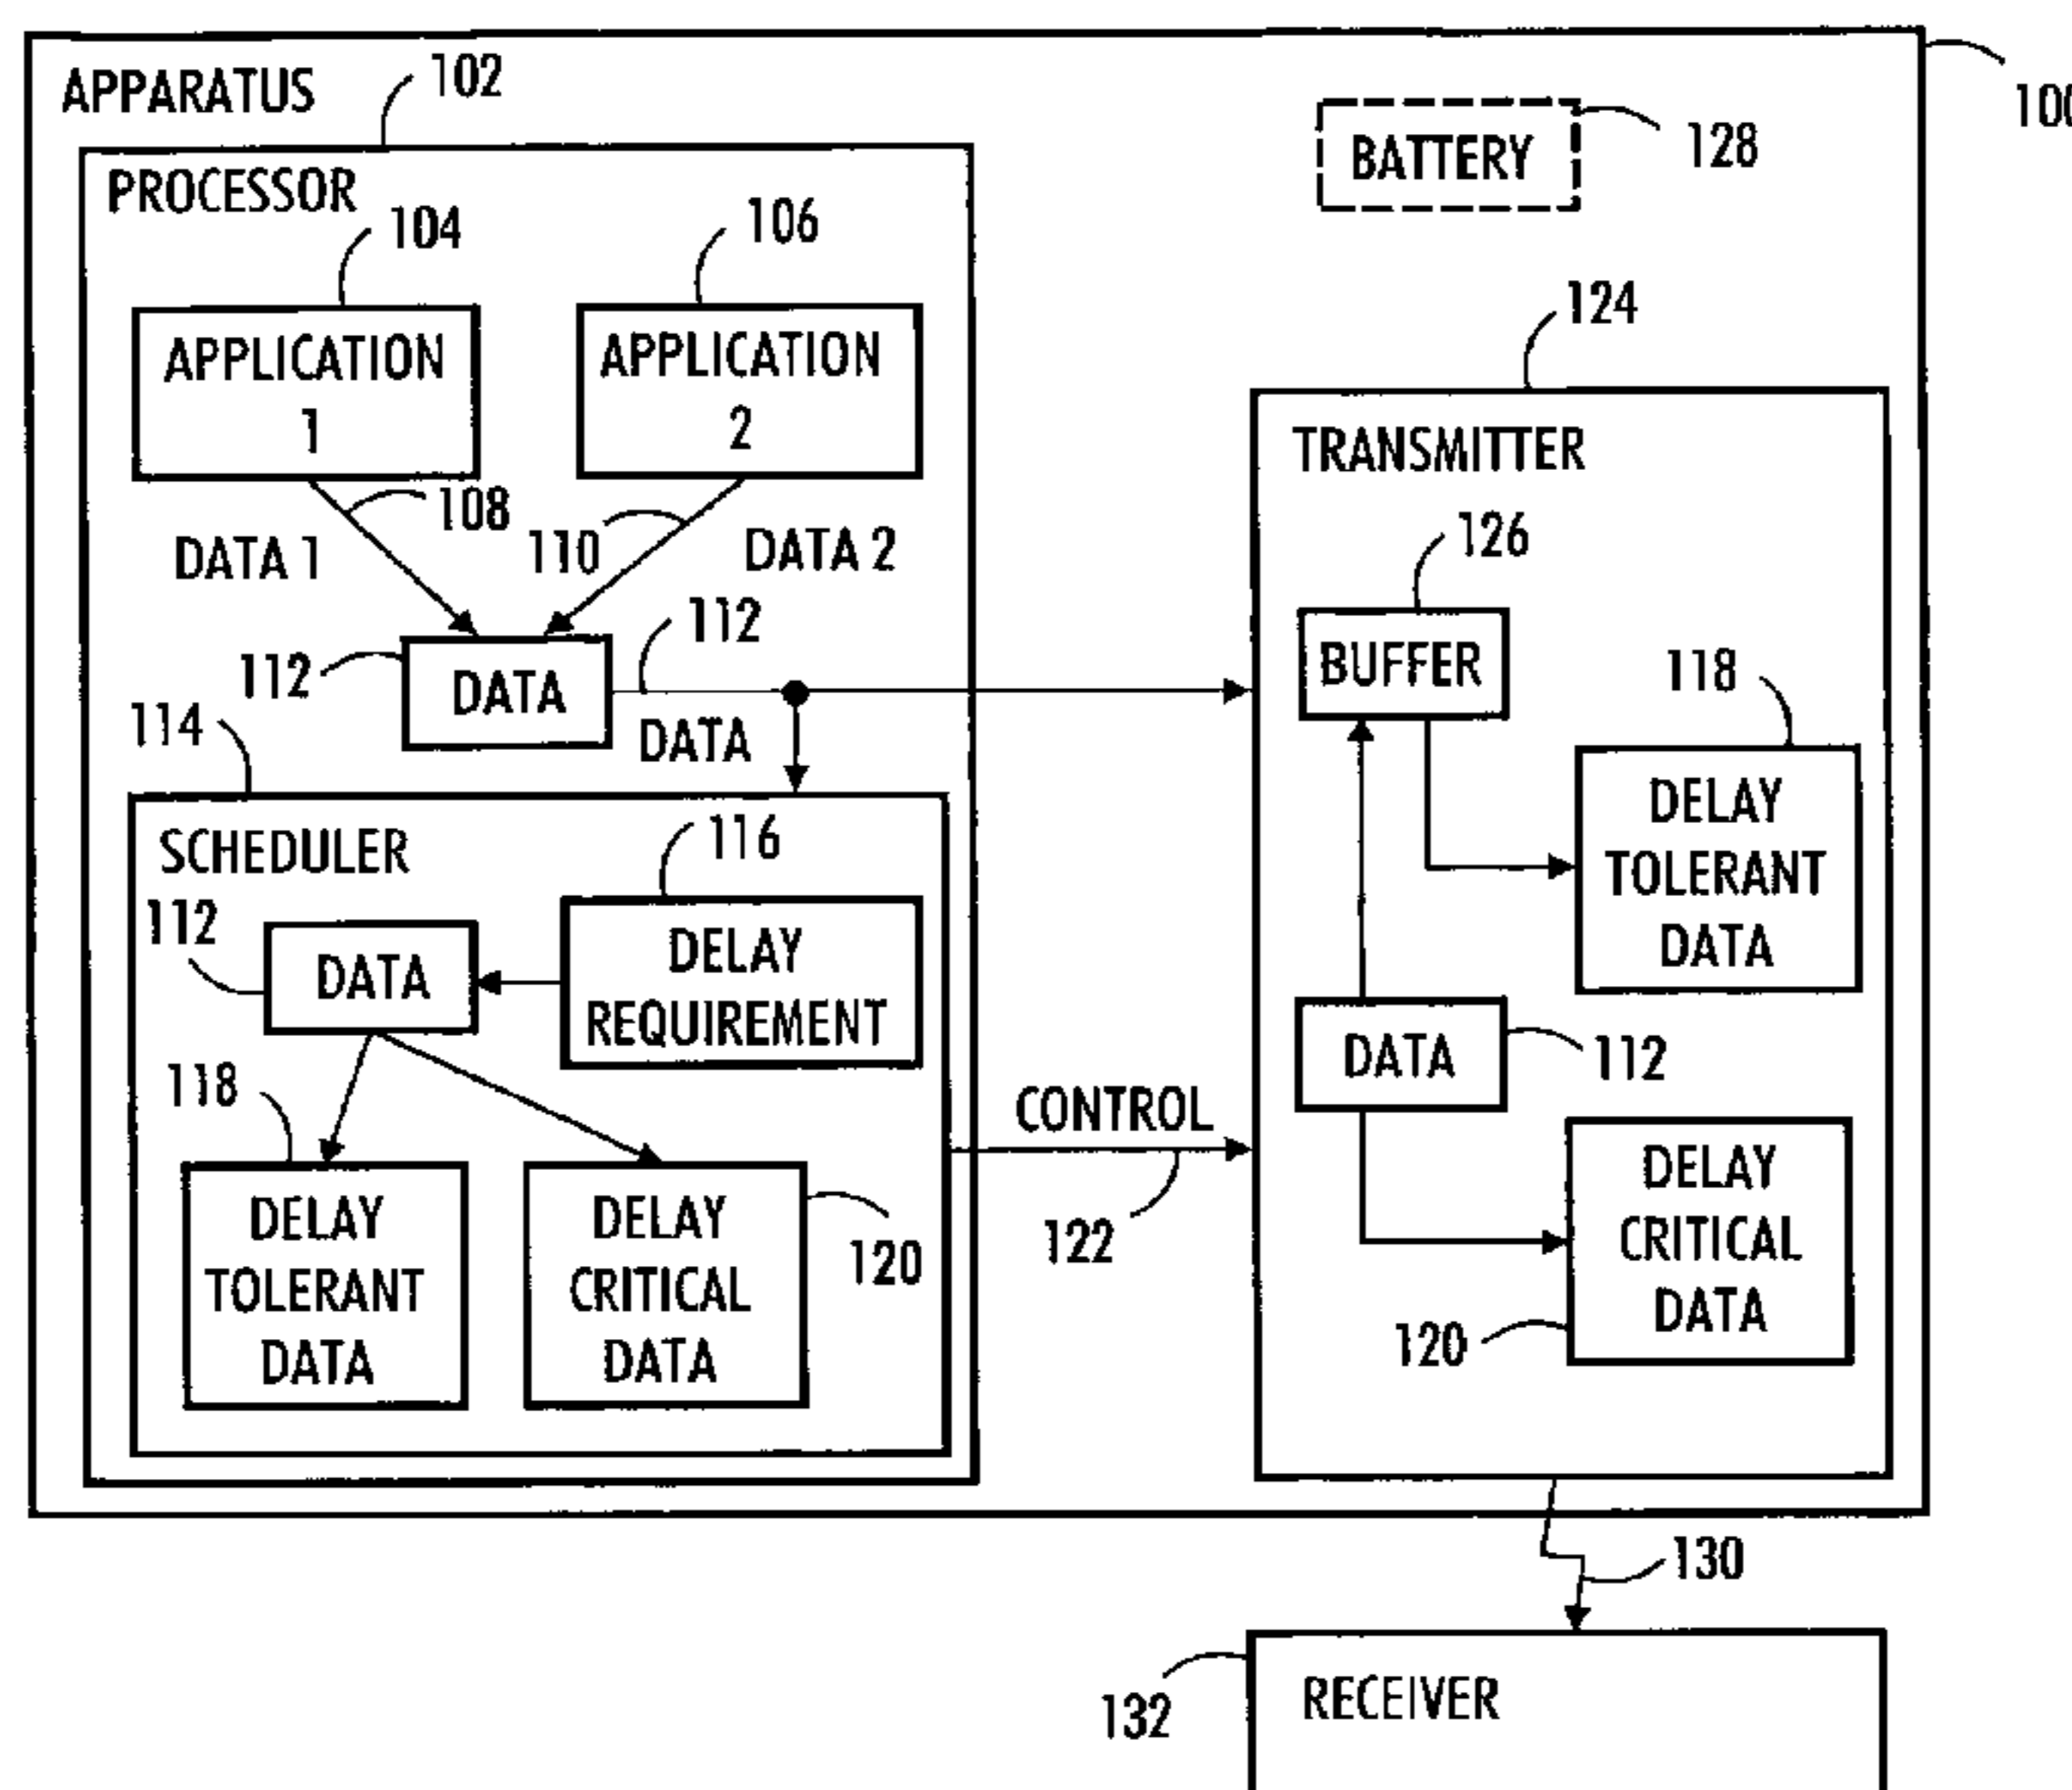 APPARATUS
102
100
BATTERY
128
PROCESSOR
104
106
APPLICATION
1
APPLICATION
2
124
TRANSMITTER
108
110
DATA 1
DATA 2
126
112
112
DATA
DATA
BUFFER
118
114
DELAY
TOLERANT
DATA
SCHEDULER
116
112
DATA
DELAY
REQUIREMENT
DATA
112
118
CONTROL
122
DELAY
TOLERANT
DATA
DELAY
CRITICAL
DATA
120
DELAY
CRITICAL
DATA
120
130
132
RECEIVER